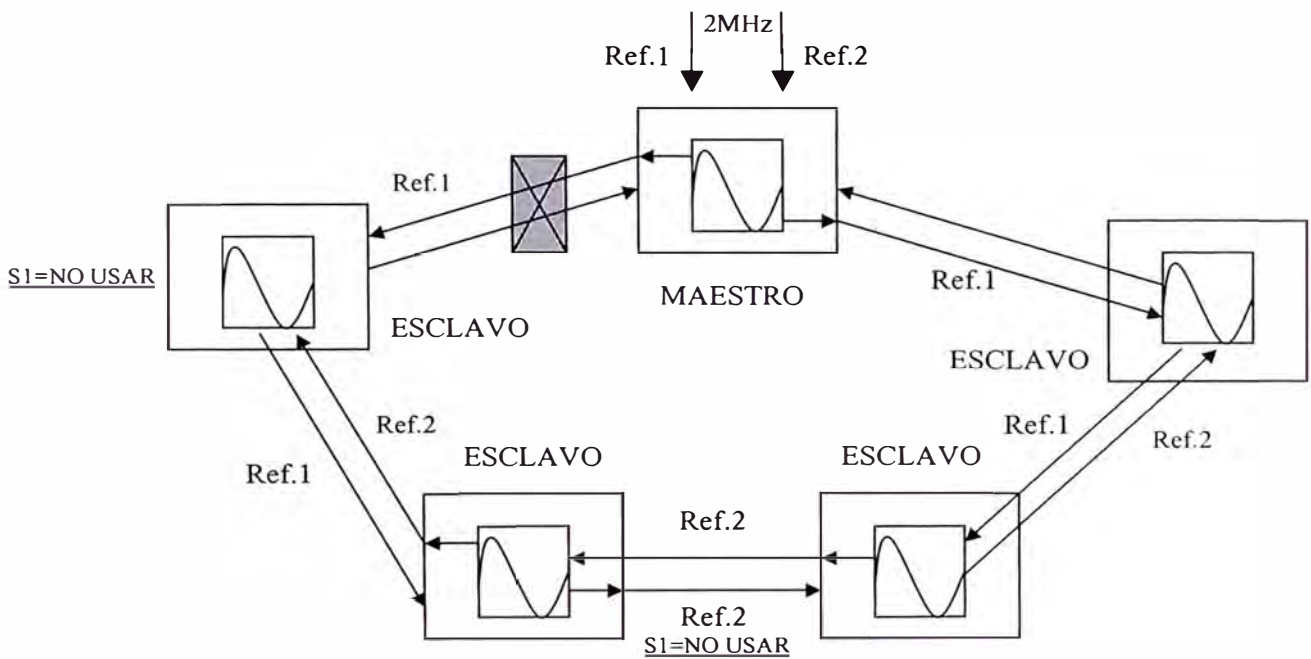 2MHz
Ref.1
Ref.2
Ref.1
S1=NO USAR
MAESTRO
Ref.1
ESCLAVO
ESCLAVO
Ref.2
Ref.1
Ref.1
Ref.2
ESCLAVO
ESCLAVO
Ref.2
Ref.2
S1=NO USAR